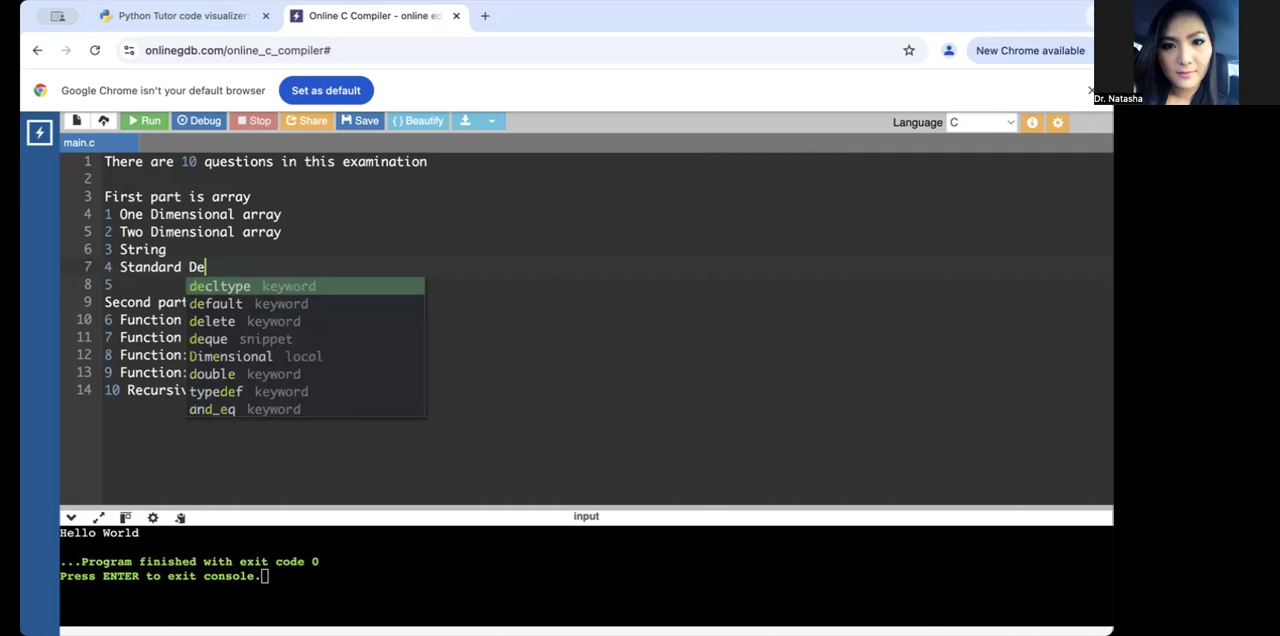 Python Tutor code visualizer:
Online C Compiler - online ed
onlinegdb.com/online_c_compiler#
New Chrome available
Google Chrome isn't your default browser
Set as default
Dr. Natasha
Run
Debug
Stop
Share
Save
{ } Beautify
Language C
main.c
1 There are 10 questions in this examination
2
3 First part is array
4 1 One Dimensional array
5 2 Two Dimensional array
6 3 String
7 4 Standard De
8 5
decltype keyword
9 Second part
default keyword
10 6 Function
delete keyword
11 7 Function
deque snippet
12 8 Function:
Dimensional local
13 9 Function:
double keyword
14 10 Recursiv
typedef keyword
and_eq keyword
input
Hello World
...Program finished with exit code 0
Press ENTER to exit console.